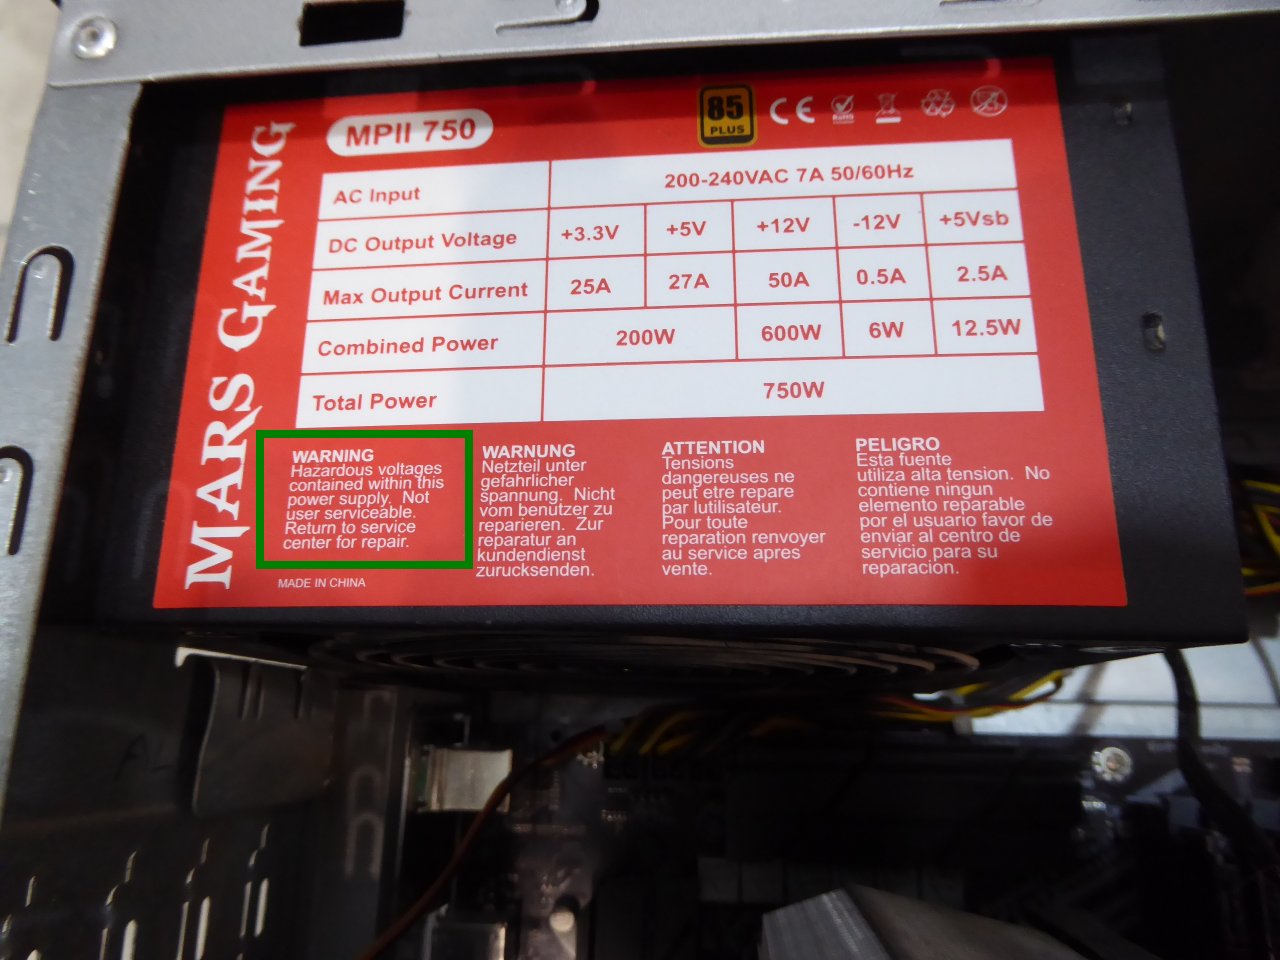 MARS GAMING
MPII 750
85
PLUS
CE
RoHS
AC Input 200-240VAC 7A 50/60Hz
DC Output Voltage +3.3V +5V +12V -12V +5Vsb
Max Output Current 25A 27A 50A 0.5A 2.5A
Combined Power 200W 600W 6W 12.5W
Total Power 750W
WARNING
Hazardous voltages
contained within this
power supply. Not
user serviceable.
Return to service
center for repair.
WARNUNG
Netzteil unter
gefahrlicher
spannung. Nicht
vom benutzer zu
reparieren. Zur
reparatur an
kundendienst
zurucksenden.
ATTENTION
Tensions
dangereuses ne
peut etre repare
par lutilisateur.
Pour toute
reparation renvoyer
au service apres
vente.
PELIGRO
Esta fuente
utiliza alta tension. No
contiene ningun
elemento reparable
por el usuario favor de
enviar al centro de
servicio para su
reparacion.
MADE IN CHINA